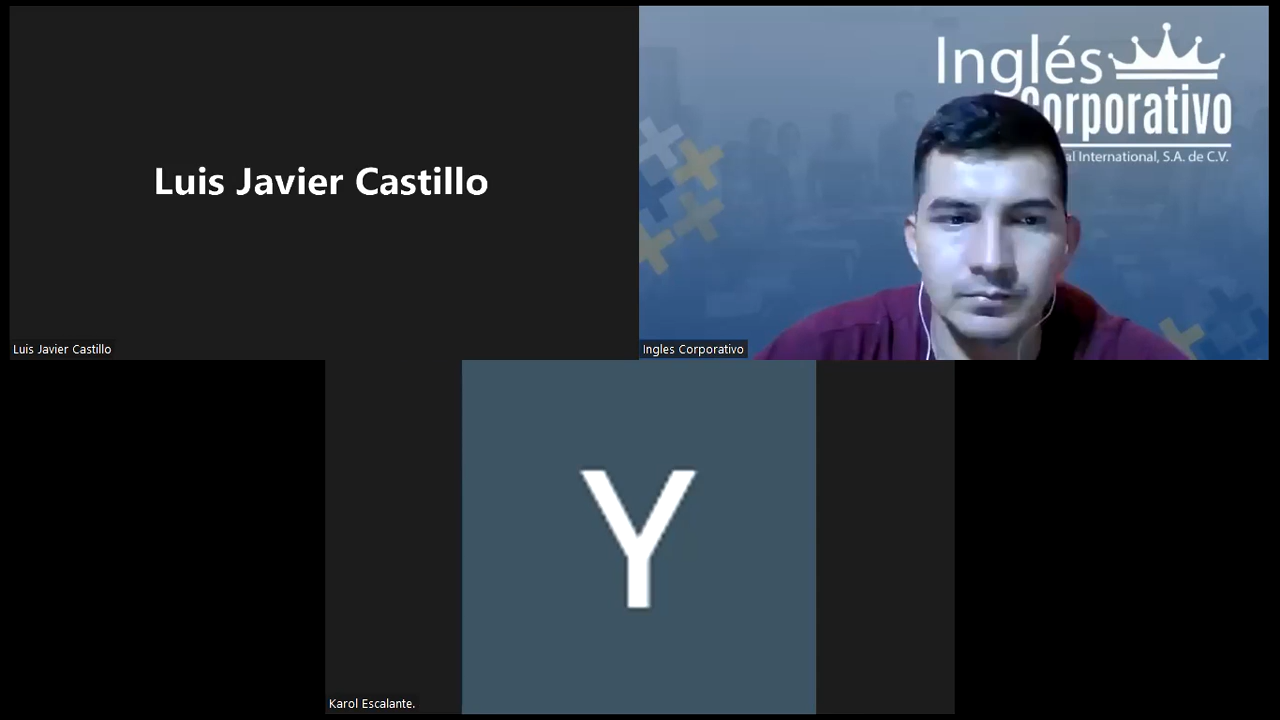 Luis Javier Castillo
Luis Javier Castillo
Inglés
Corporativo
al International, S.A. de C.V.
Ingles Corporativo
Y
Karol Escalante.